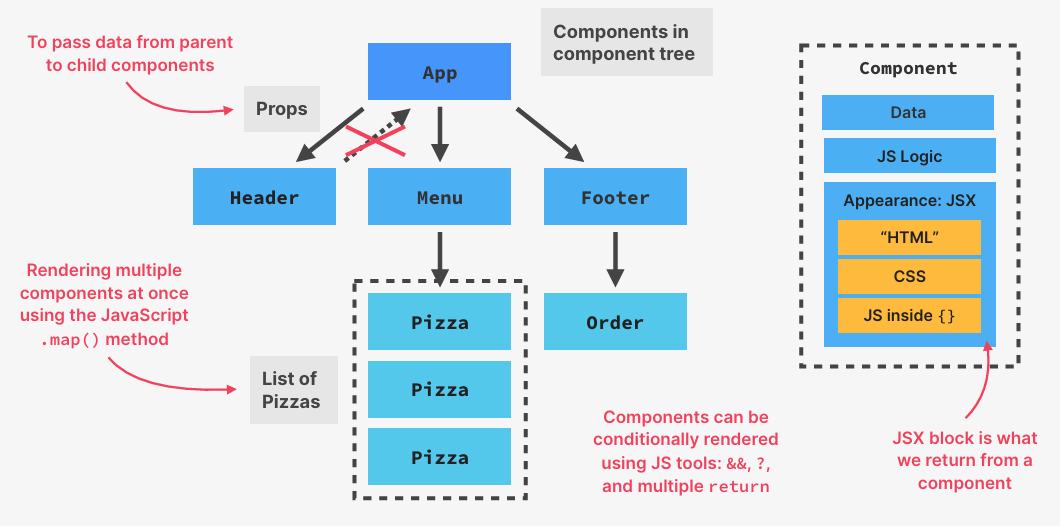 To pass data from parent
to child components
Props
App
Components in
component tree
Header
Menu
Footer
Rendering multiple
components at once
using the JavaScript
.map() method
List of
Pizzas
Pizza
Pizza
Pizza
Order
Components can be
conditionally rendered
using JS tools: &&, ?,
and multiple return
Component
Data
JS Logic
Appearance: JSX
“HTML”
CSS
JS inside {}
JSX block is what
we return from a
component